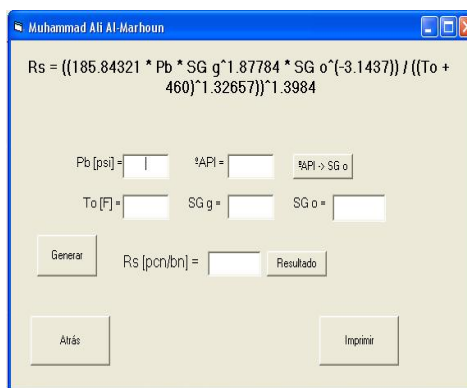 Muhammad Ali Al-Marhoun
Rs = ((185.84321 * Pb * SG g^1.87784 * SG o^(-3.1437)) / ((To +
460)^1.32657))^1.3984
Pb [psi] = ºAPI = ºAPI -> SG o
To [F] = SG g = SG o =
Generar Rs [pcn/bn] = Resultado
Atrás Imprimir